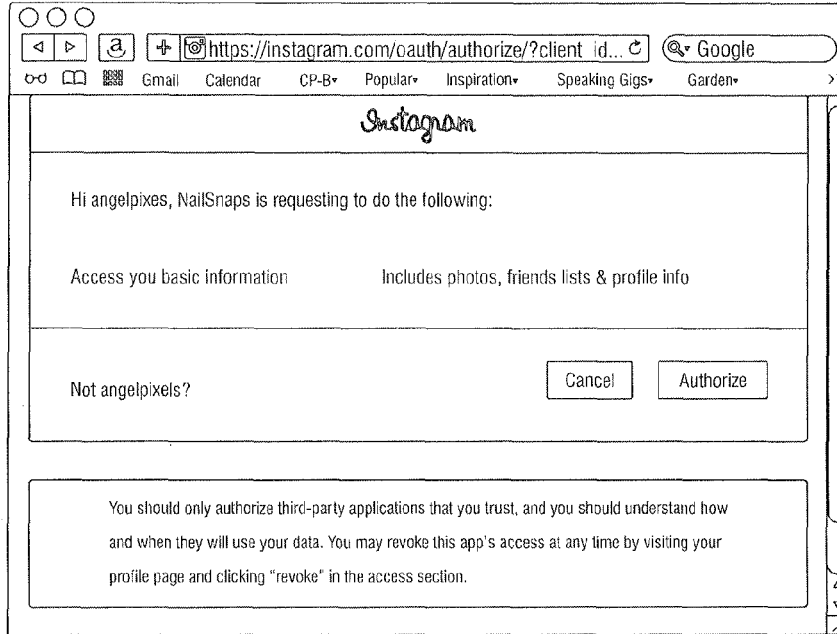 a https://instagram.com/oauth/authorize/?client_id... Google
Gmail Calendar CP-B Popular Inspiration Speaking Gigs Garden
Instagram
Hi angelpixes, NailSnaps is requesting to do the following:
Access you basic information Includes photos, friends lists & profile info
Not angelpixels? Cancel Authorize
You should only authorize third-party applications that you trust, and you should understand how
and when they will use your data. You may revoke this app's access at any time by visiting your
profile page and clicking “revoke” in the access section.